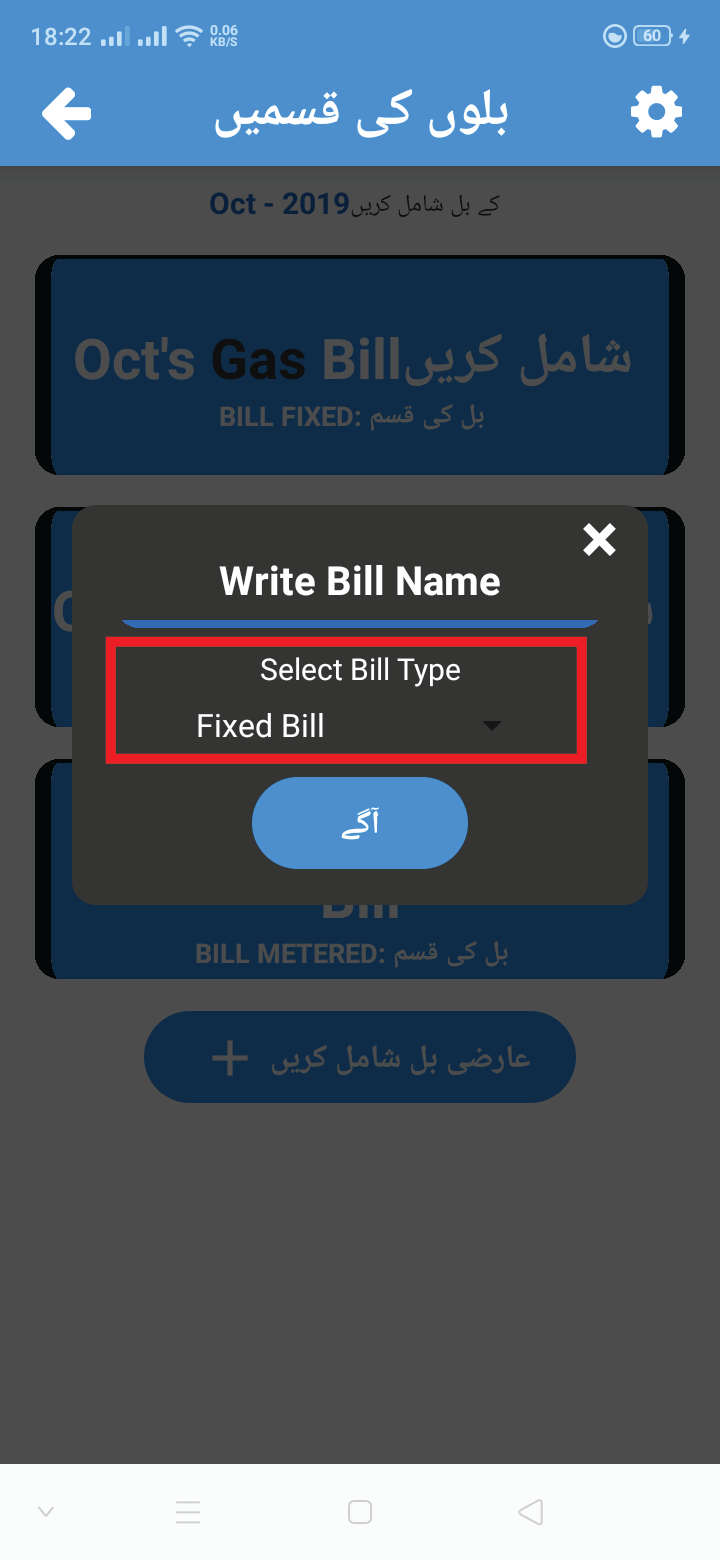 18:22 0.06 KB/S 60
بلوں کی قسمیں
Oct - 2019کے بل شامل کریں
Oct's Gas Billشامل کریں
BILL FIXED: بل کی قسم
Write Bill Name
Select Bill Type
Fixed Bill
آگے
Bill
BILL METERED: بل کی قسم
عارضی بل شامل کریں